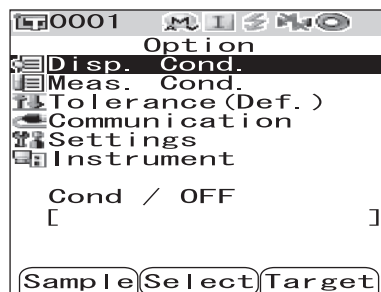 0001 M I
Option
Disp. Cond.
Meas. Cond.
Tolerance(Def.)
Communication
Settings
Instrument
Cond / OFF
[ ]
Sample Select Target